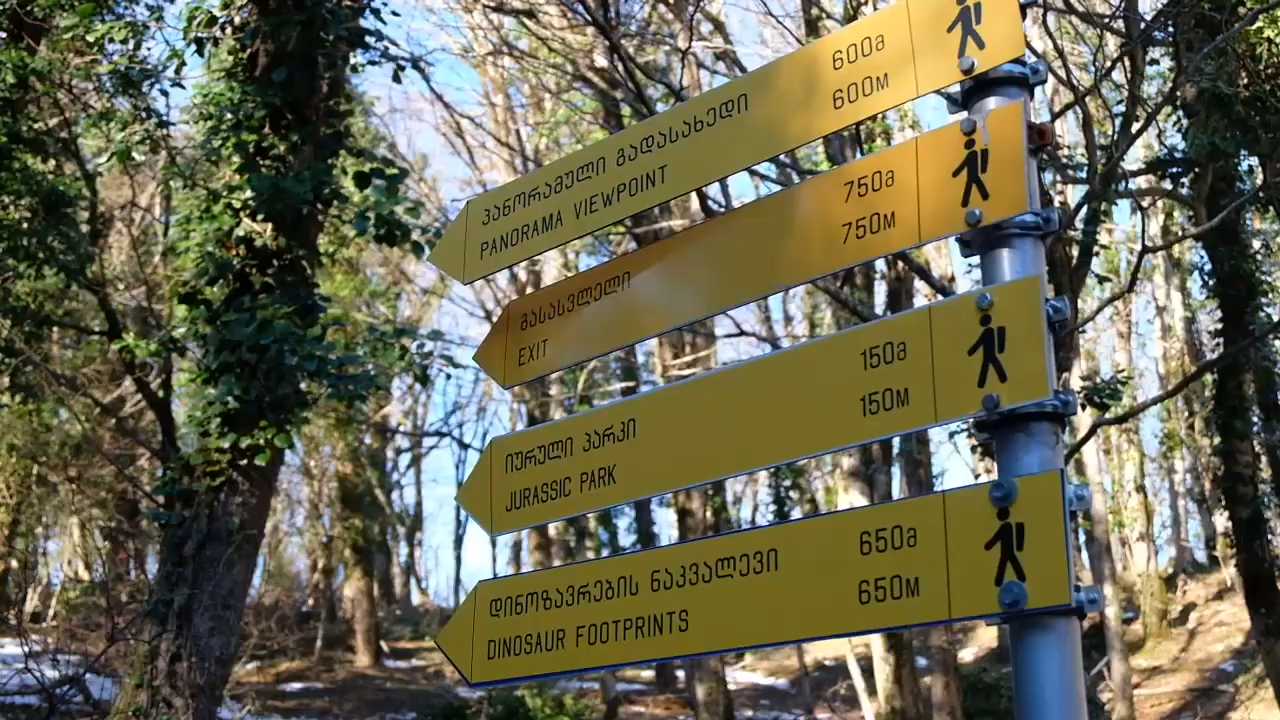 პანორამული გადასახედი 600მ
PANORAMA VIEWPOINT 600M
გასასვლელი 750მ
EXIT 750M
იურული პარკი 150მ
JURASSIC PARK 150M
დინოზავრების ნაკვალევი 650მ
DINOSAUR FOOTPRINTS 650M